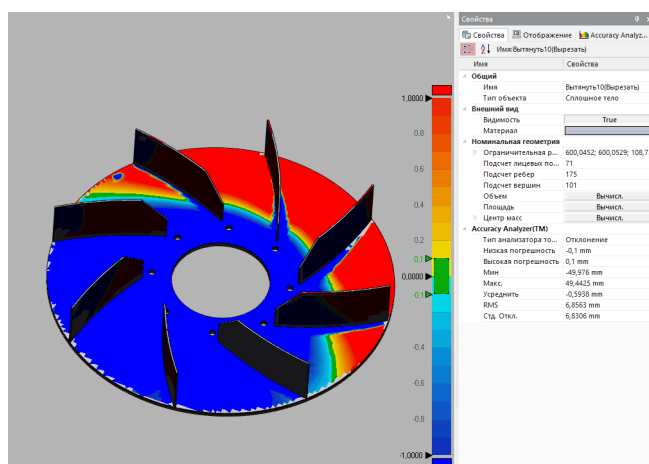 Свойства
Свойства Отображение Accuracy Analyz...
Имя:Вытянуть10(Вырезать)
Имя Свойства
Общий
Имя Вытянуть10(Вырезать)
Тип объекта Сплошное тело
Внешний вид
Видимость True
Материал
Номинальная геометрия
Ограничительная р... 600,0452; 600,0529; 108,7
Подсчет лицевых по... 71
Подсчет ребер 175
Подсчет вершин 101
Объем Вычисл.
Площадь Вычисл.
Центр масс Вычисл.
Accuracy Analyzer(TM)
Тип анализатора то... Отклонение
Низкая погрешность -0,1 mm
Высокая погрешность 0,1 mm
Мин -49,976 mm
Макс. 49,4425 mm
Усреднить -0,5938 mm
RMS 6,8563 mm
Стд. Откл. 6,8306 mm
1,0000
0,8
0,6
0,4
0,2
0,1
0,0000
-0,1
-0,4
-0,6
-0,8
-1,0000